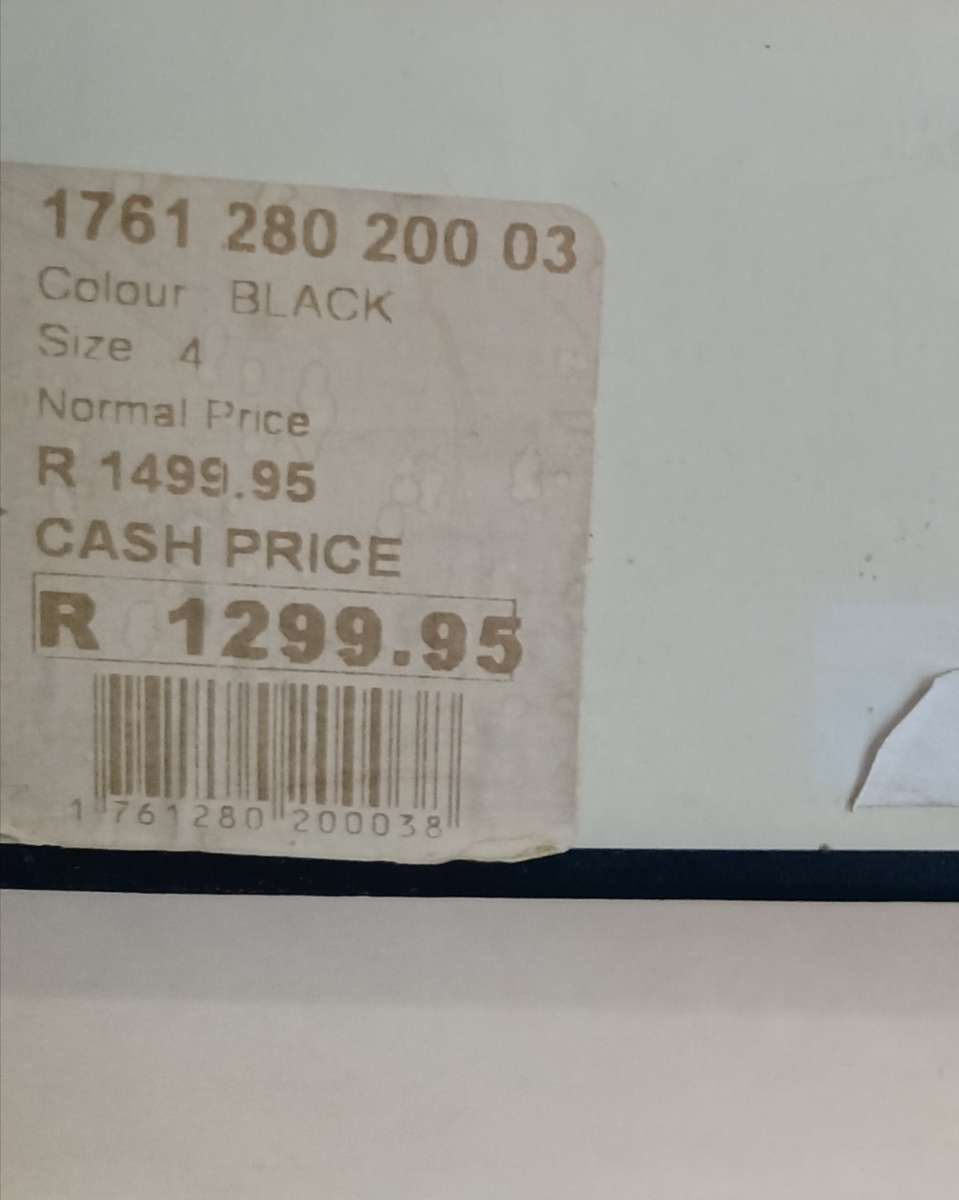 1761 280 200 03
Colour BLACK
Size 4
Normal Price
R 1499.95
CASH PRICE
R 1299.95
1 761280 200038